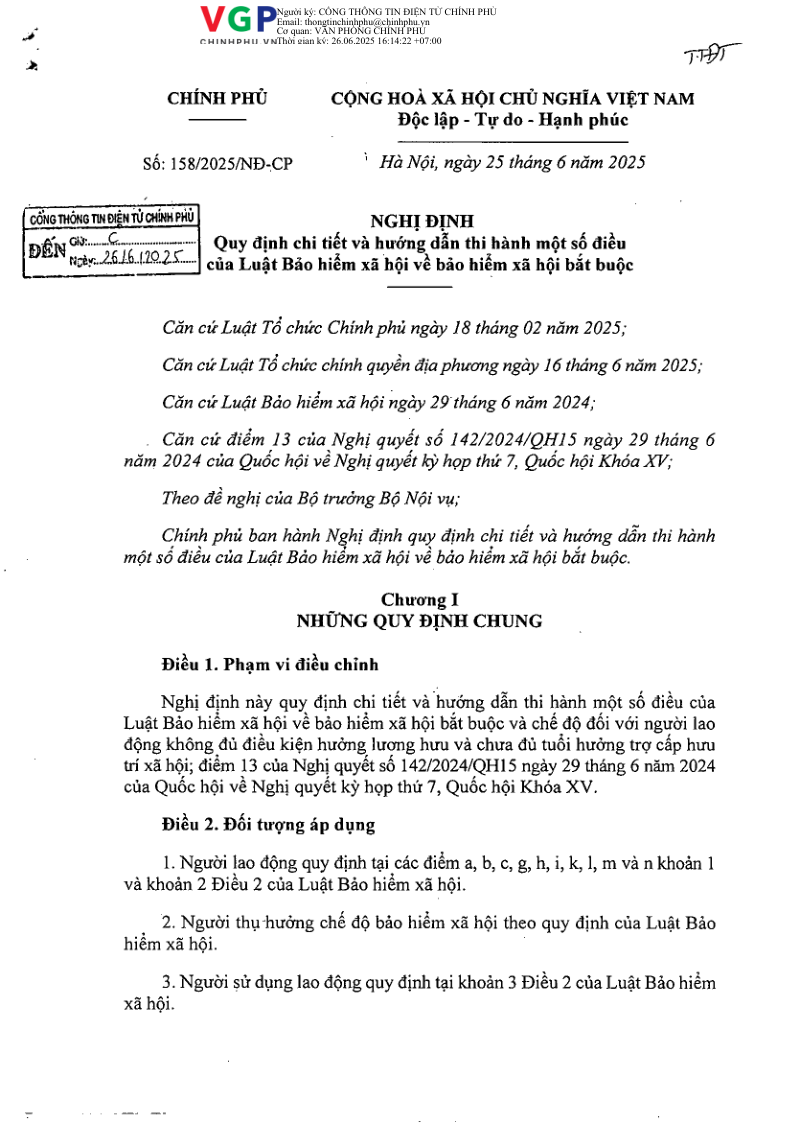 VGP
CHINHPHU.VN
Người ký: CỔNG THÔNG TIN ĐIỆN TỬ CHÍNH PHỦ
Email: thongtinchinhphu@chinhphu.vn
Cơ quan: VĂN PHÒNG CHÍNH PHỦ
Thời gian ký: 26.06.2025 16:14:22 +07:00
TTĐT
CHÍNH PHỦ
CỘNG HOÀ XÃ HỘI CHỦ NGHĨA VIỆT NAM
Độc lập - Tự do - Hạnh phúc
Số: 158/2025/NĐ-CP
Hà Nội, ngày 25 tháng 6 năm 2025
CỔNG THÔNG TIN ĐIỆN TỬ CHÍNH PHỦ
ĐẾN
Giờ: C
Ngày: 26/6/2025
NGHỊ ĐỊNH
Quy định chi tiết và hướng dẫn thi hành một số điều
của Luật Bảo hiểm xã hội về bảo hiểm xã hội bắt buộc
Căn cứ Luật Tổ chức Chính phủ ngày 18 tháng 02 năm 2025;
Căn cứ Luật Tổ chức chính quyền địa phương ngày 16 tháng 6 năm 2025;
Căn cứ Luật Bảo hiểm xã hội ngày 29 tháng 6 năm 2024;
Căn cứ điểm 13 của Nghị quyết số 142/2024/QH15 ngày 29 tháng 6
năm 2024 của Quốc hội về Nghị quyết kỳ họp thứ 7, Quốc hội Khóa XV;
Theo đề nghị của Bộ trưởng Bộ Nội vụ;
Chính phủ ban hành Nghị định quy định chi tiết và hướng dẫn thi hành
một số điều của Luật Bảo hiểm xã hội về bảo hiểm xã hội bắt buộc.
Chương I
NHỮNG QUY ĐỊNH CHUNG
Điều 1. Phạm vi điều chỉnh
Nghị định này quy định chi tiết và hướng dẫn thi hành một số điều của
Luật Bảo hiểm xã hội về bảo hiểm xã hội bắt buộc và chế độ đối với người lao
động không đủ điều kiện hưởng lương hưu và chưa đủ tuổi hưởng trợ cấp hưu
trí xã hội; điểm 13 của Nghị quyết số 142/2024/QH15 ngày 29 tháng 6 năm 2024
của Quốc hội về Nghị quyết kỳ họp thứ 7, Quốc hội Khóa XV.
Điều 2. Đối tượng áp dụng
1. Người lao động quy định tại các điểm a, b, c, g, h, i, k, l, m và n khoản 1
và khoản 2 Điều 2 của Luật Bảo hiểm xã hội.
2. Người thụ hưởng chế độ bảo hiểm xã hội theo quy định của Luật Bảo
hiểm xã hội.
3. Người sử dụng lao động quy định tại khoản 3 Điều 2 của Luật Bảo hiểm
xã hội.